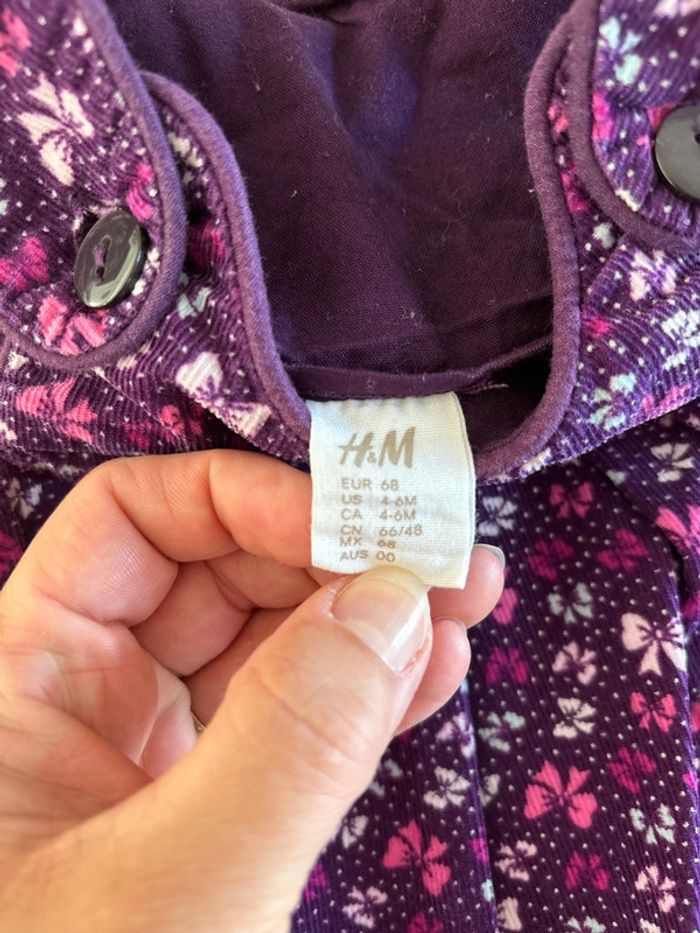 H&M
EUR 68
US 4-6M
CA 4-6M
CN 66/48
MX 68
AUS 00